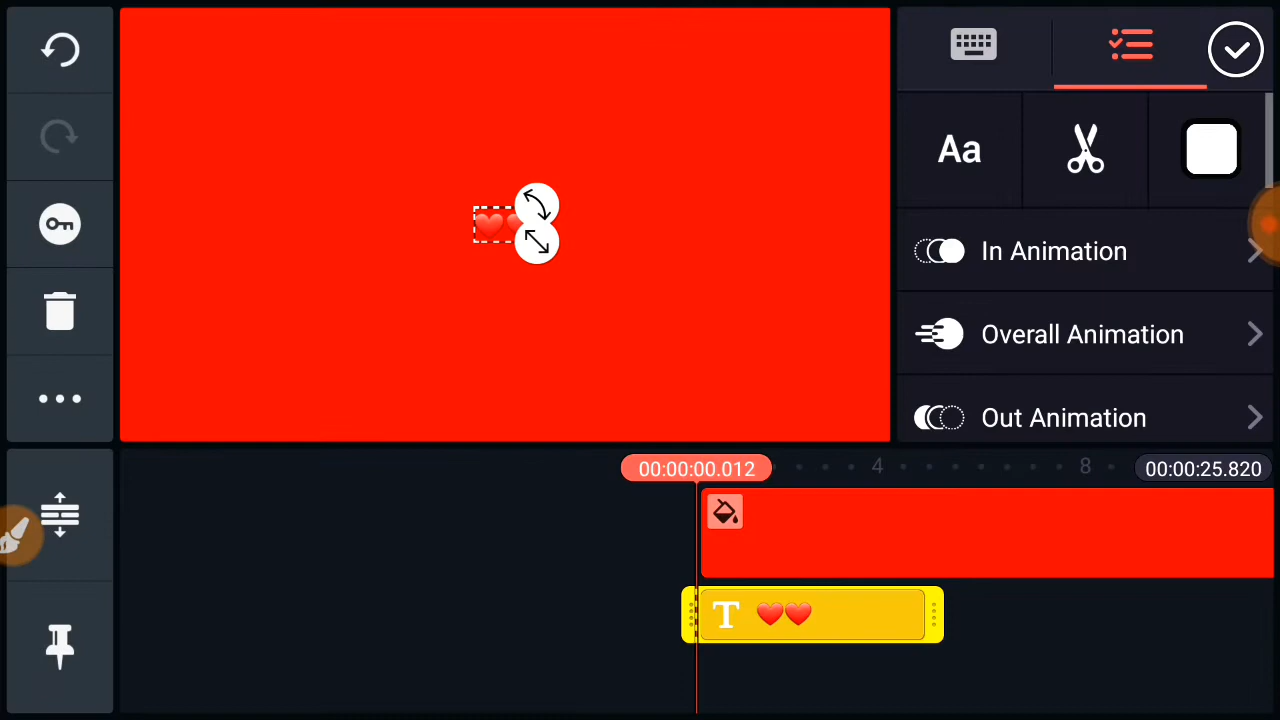 Aa
In Animation
Overall Animation
Out Animation
00:00:00.012
4
8
00:00:25.820
T ❤️❤️